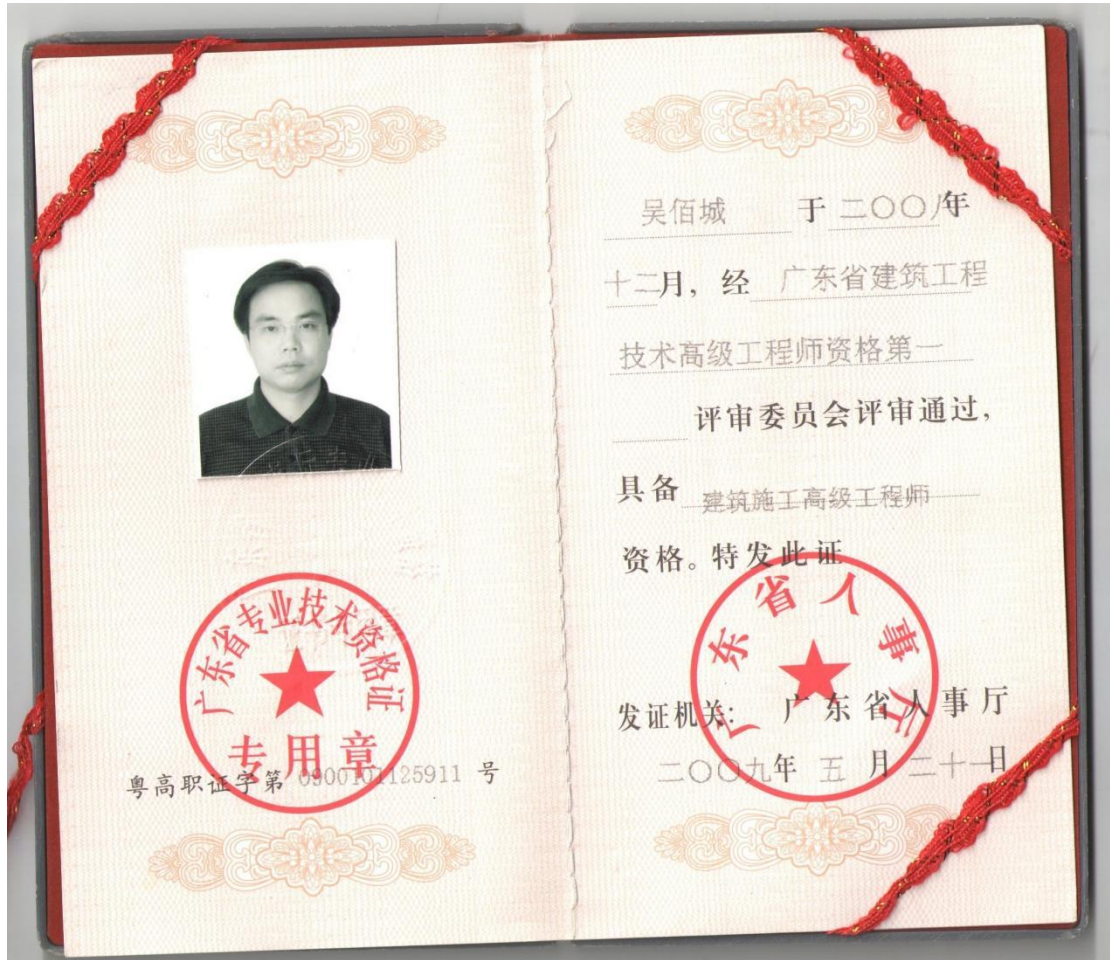 广东省专业技术资格证
专用章
粤高职证字第 0900101125911 号
吴佰城 于 二〇〇八年
十二月，经 广东省建筑工程
技术高级工程师资格第一
评审委员会评审通过，
具备 建筑施工高级工程师
资格。特发此证
广东省人事厅
发证机关： 广东省人事厅
二〇〇九年 五 月 二十一日